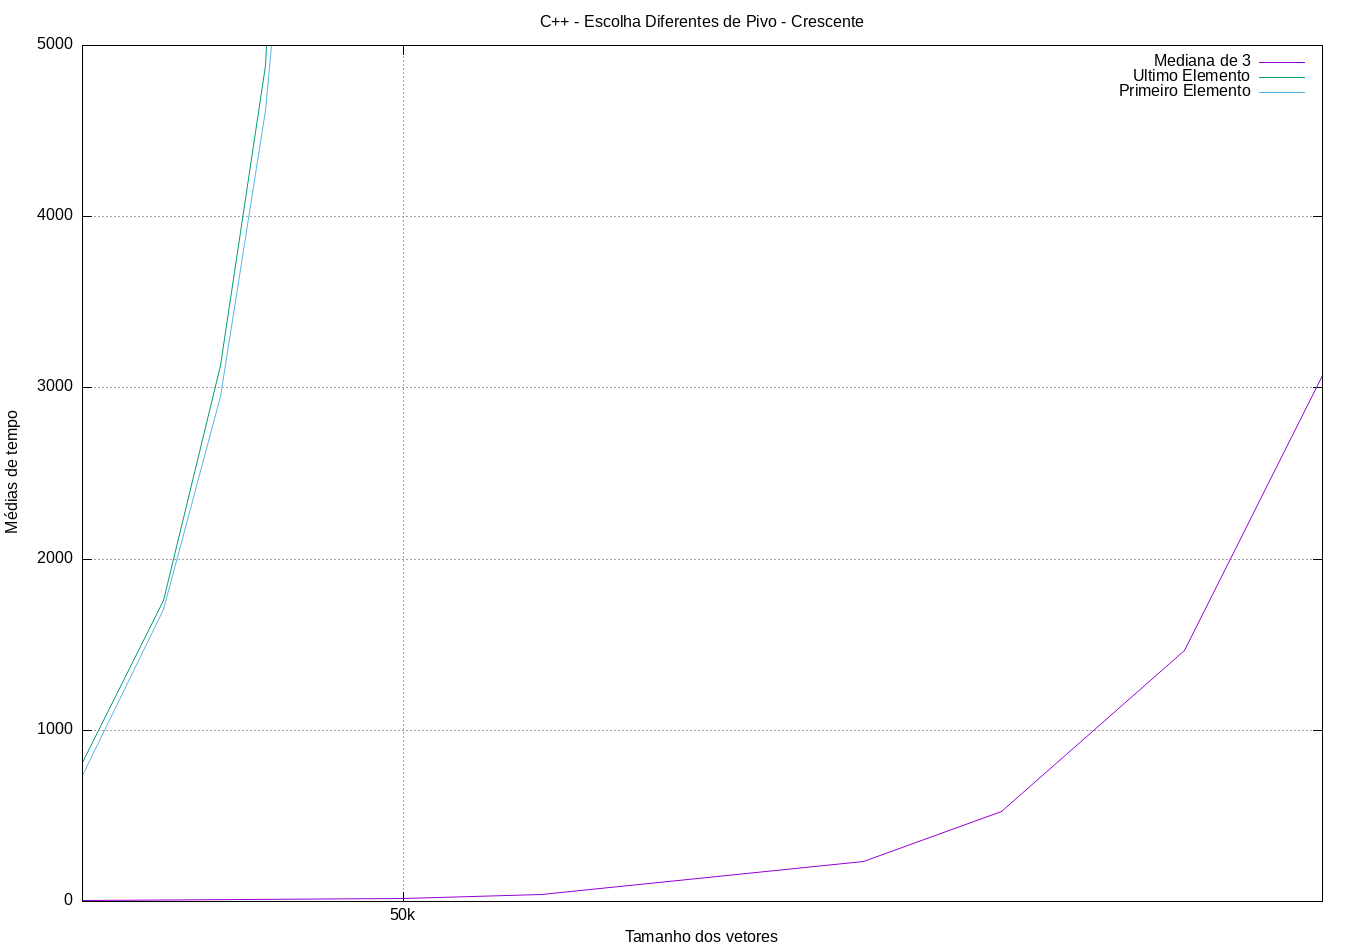 C++ - Escolha Diferentes de Pivo - Crescente
Mediana de 3
Ultimo Elemento
Primeiro Elemento
5000
4000
3000
2000
1000
0
Médias de tempo
50k
Tamanho dos vetores